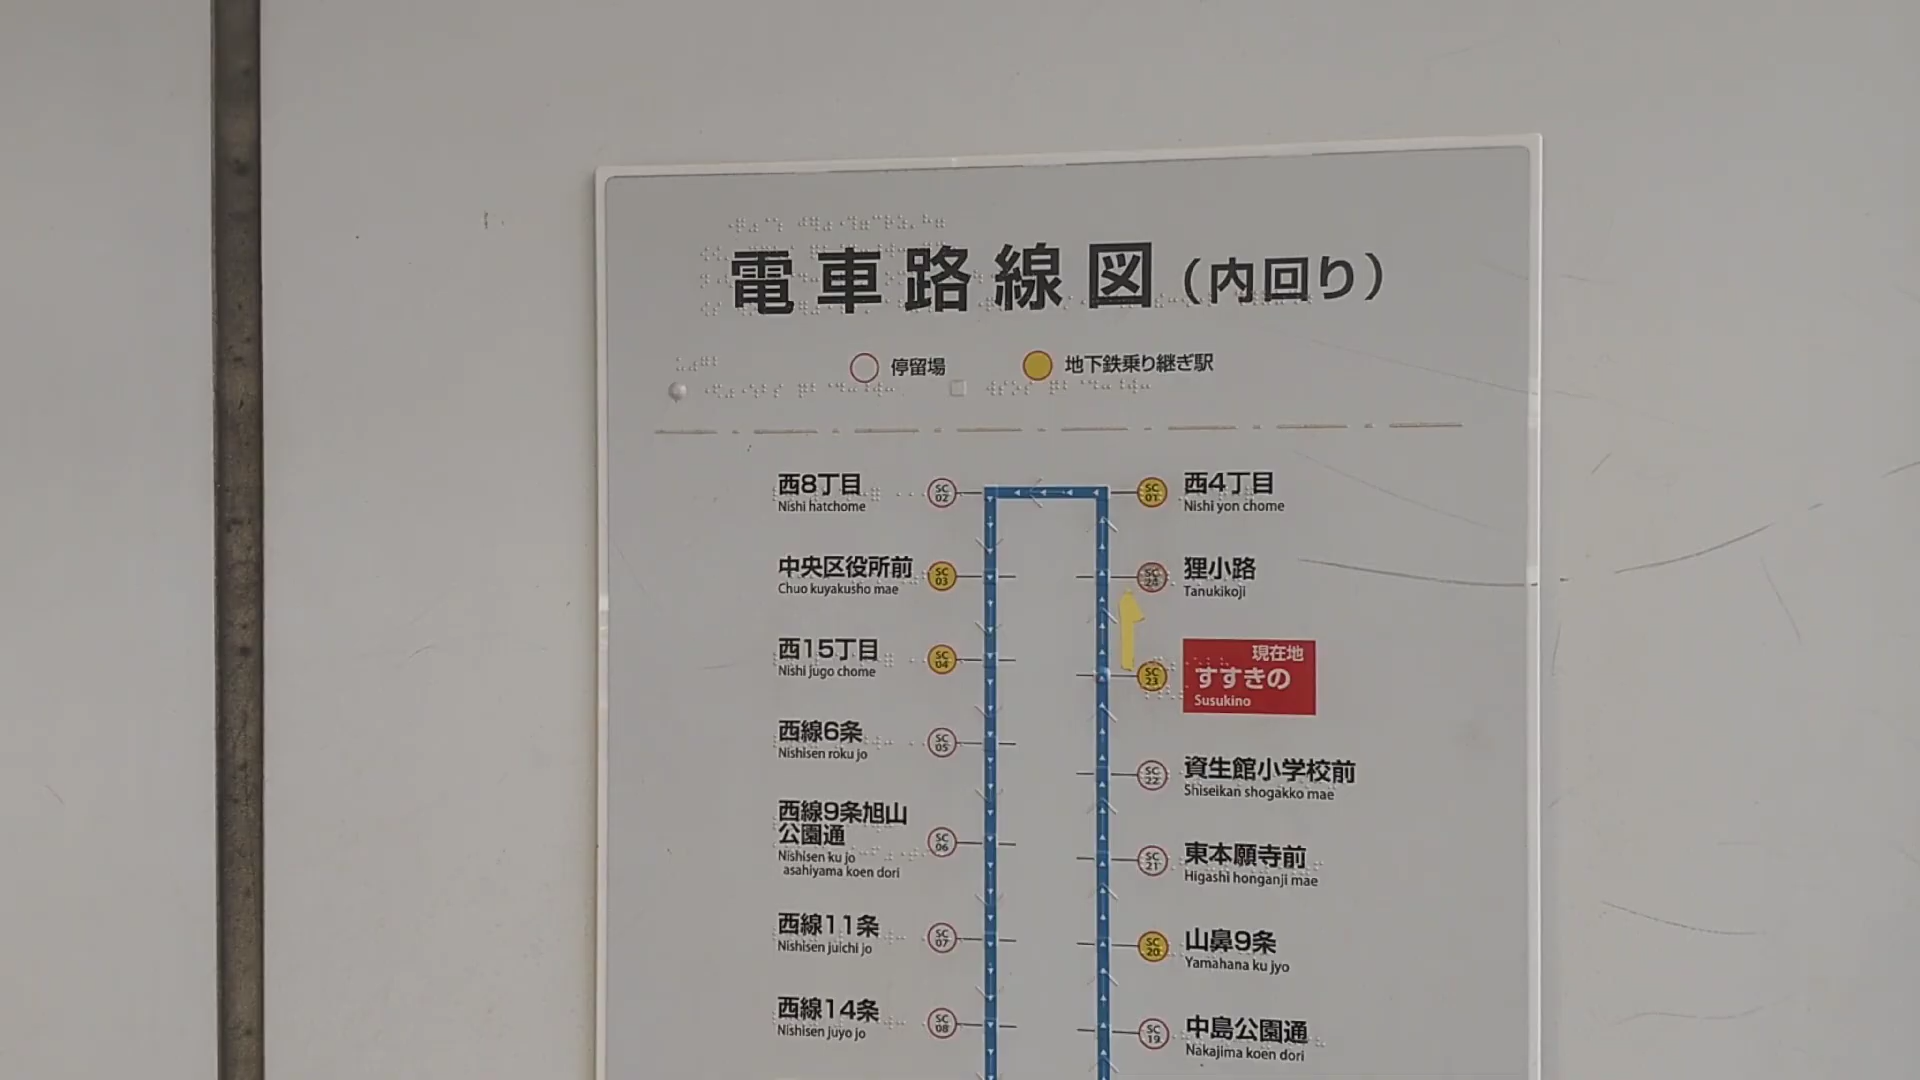 電車路線図(内回り)
停留場
地下鉄乗り継ぎ駅
西8丁目
Nishi hatchome
SC
02
SC
01
西4丁目
Nishi yon chome
中央区役所前
Chuo kuyakusho mae
SC
03
SC
24
狸小路
Tanukikoji
西15丁目
Nishi jugo chome
SC
04
SC
23
現在地
すすきの
Susukino
西線6条
Nishisen roku jo
SC
05
SC
22
資生館小学校前
Shiseikan shogakko mae
西線9条旭山
公園通
Nishisen ku jo
asahiyama koen dori
SC
06
SC
21
東本願寺前
Higashi honganji mae
西線11条
Nishisen juichi jo
SC
07
SC
20
山鼻9条
Yamahana ku jyo
西線14条
Nishisen juyo jo
SC
08
SC
19
中島公園通
Nakajima koen dori